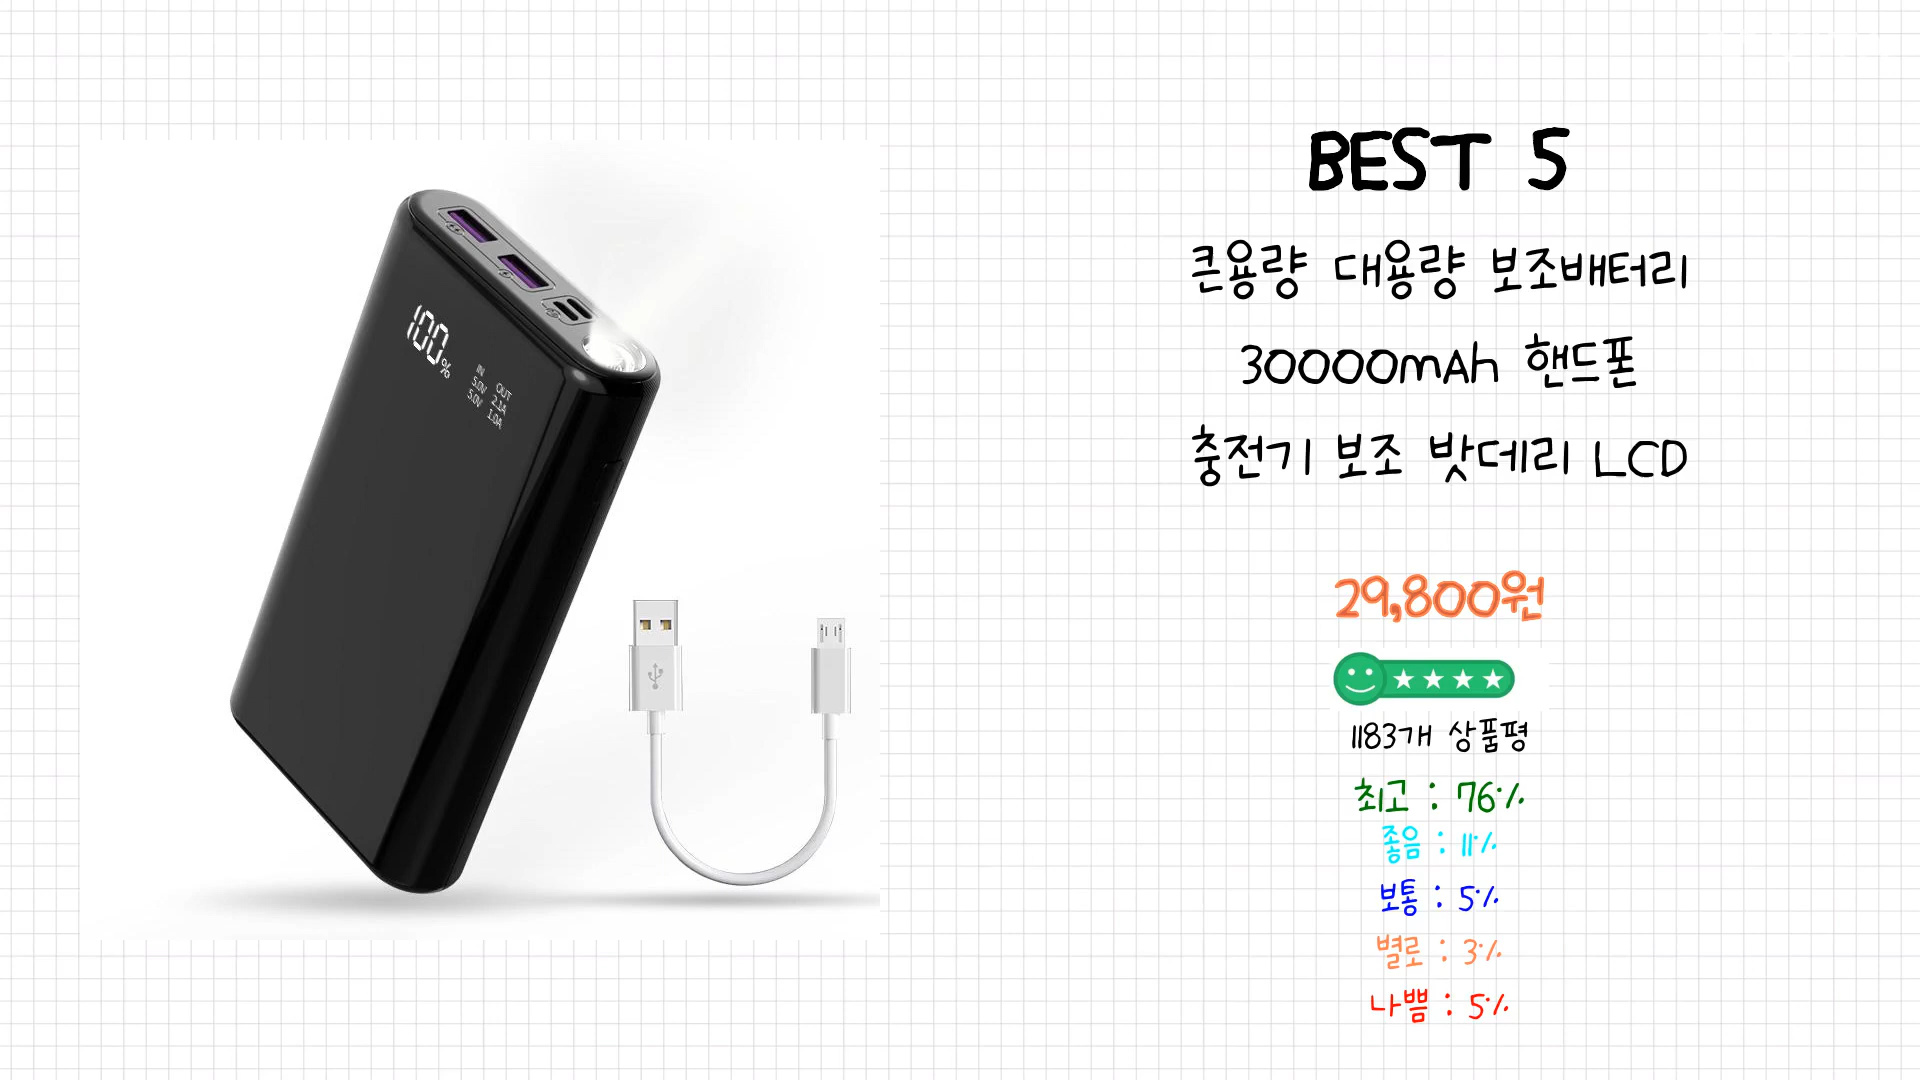 BEST 5
큰용량 대용량 보조배터리
30000mAh 핸드폰
충전기 보조 밧데리 LCD
29,800원
1183개 상품평
최고 : 76%
좋음 : 11%
보통 : 5%
별로 : 3%
나쁨 : 5%
100%
IN OUT
5.0V 2.1A
5.0V 1.0A